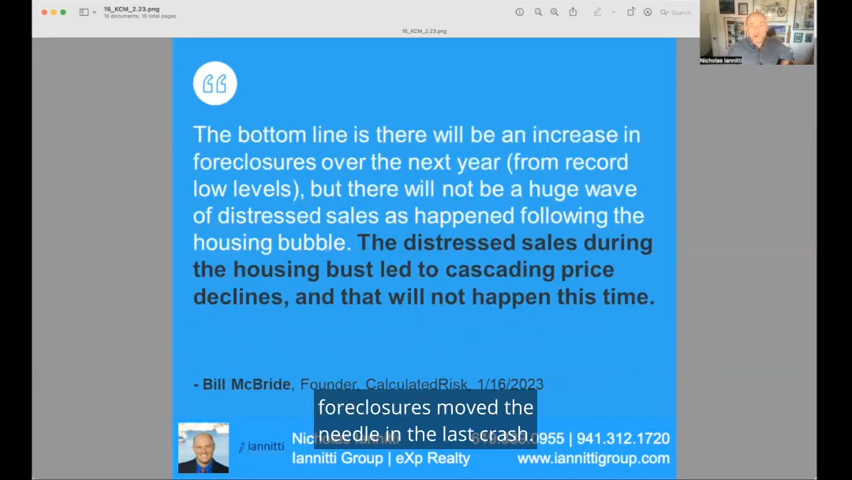 16_KCM_2.23.png
16 documents, 16 total pages
Search
16_KCM_2.23.png
Nicholas Iannitti
The bottom line is there will be an increase in
foreclosures over the next year (from record
low levels), but there will not be a huge wave
of distressed sales as happened following the
housing bubble. The distressed sales during
the housing bust led to cascading price
declines, and that will not happen this time.
- Bill McBride, Founder, CalculatedRisk, 1/16/2023
foreclosures moved the
needle in the last crash.
iannitti
0955 | 941.312.1720
Iannitti Group | eXp Realty
www.iannittigroup.com